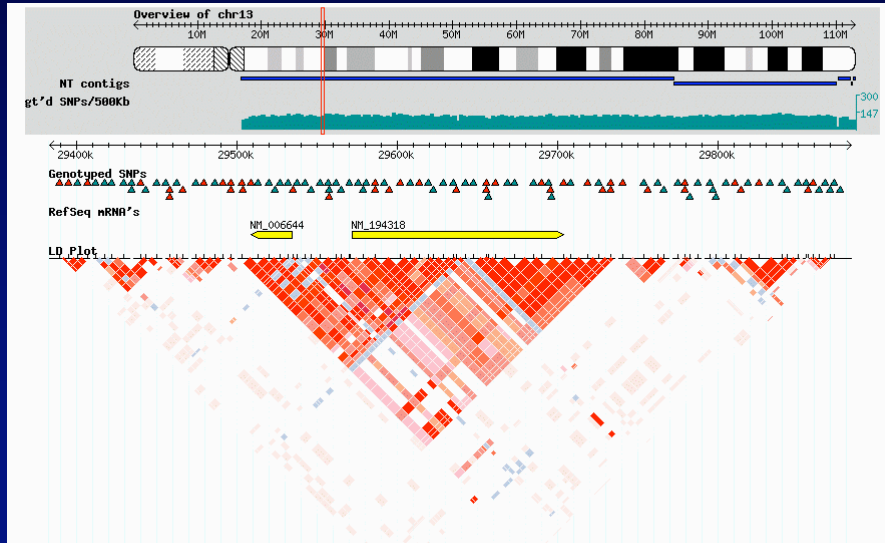 Overview of chr13
10M 20M 30M 40M 50M 60M 70M 80M 90M 100M 110M
NT contigs
gt'd SNPs/500Kb
300
147
29400k 29500k 29600k 29700k 29800k
Genotyped SNPs
RefSeq mRNA's
NM_006644 NM_194318
LD Plot